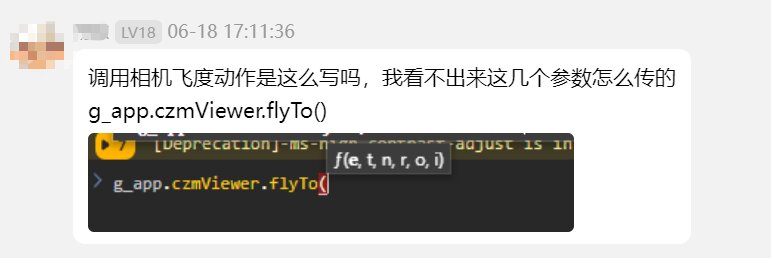 LV18 06-18 17:11:36
调用相机飞度动作是这么写吗，我看不出来这几个参数怎么传的
g_app.czmViewer.flyTo()
7 [Deprecation]-ms-high-contrast-adjust is in
ƒ(e, t, n, r, o, i)
> g_app.czmViewer.flyTo(